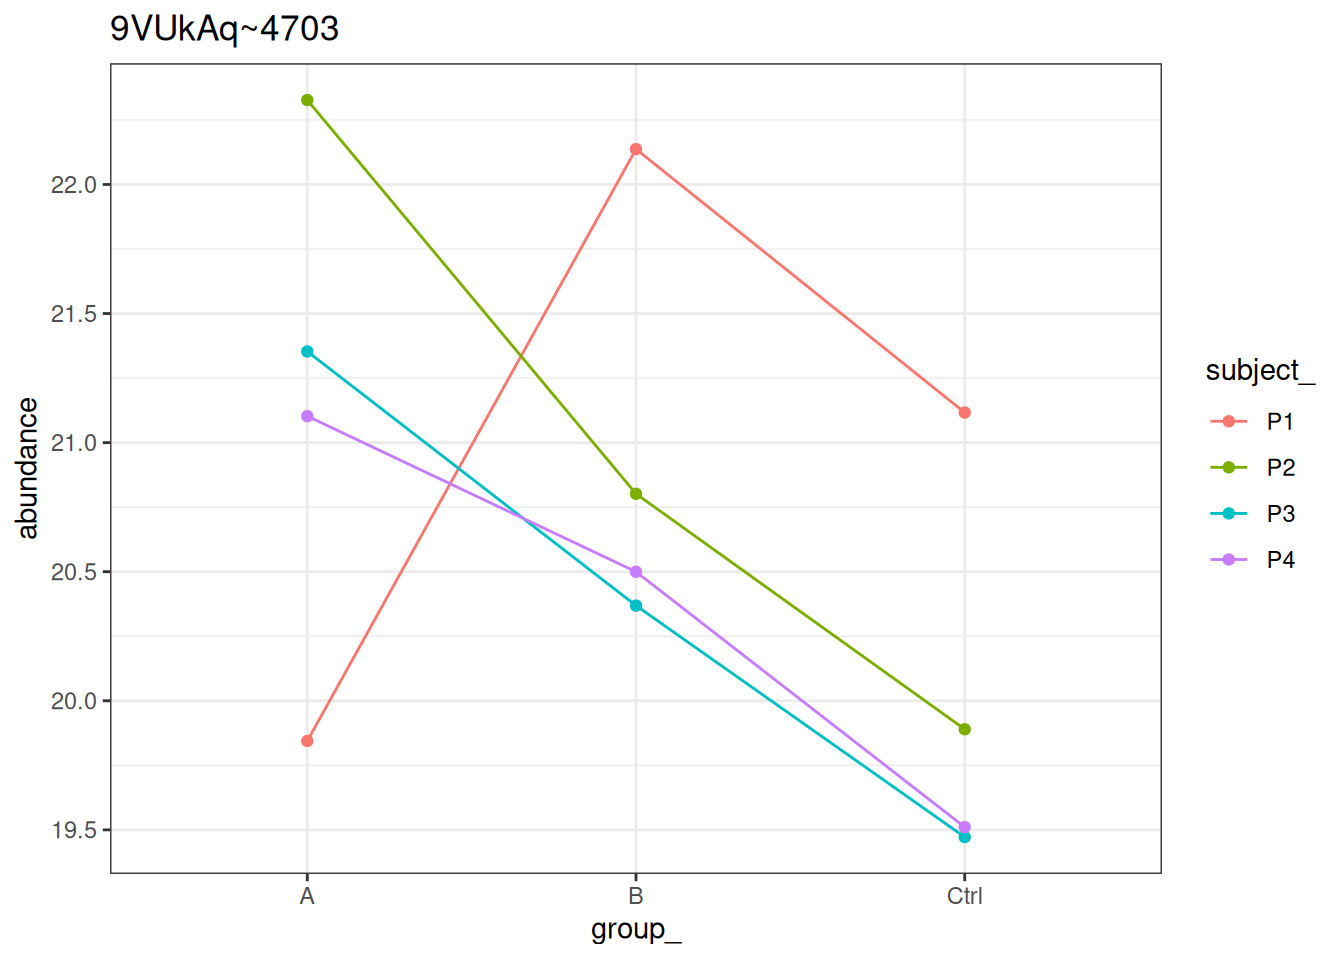 9VUkAq~4703
abundance
22.0
21.5
21.0
20.5
20.0
19.5
A B Ctrl
group_
subject_
P1
P2
P3
P4